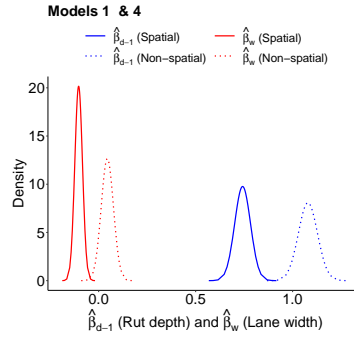 Models 1 & 4
β̂d−1 (Spatial) β̂w (Spatial)
β̂d−1 (Non−spatial) β̂w (Non−spatial)
20
15
10
5
0
Density
0.0 0.5 1.0
β̂d−1 (Rut depth) and β̂w (Lane width)